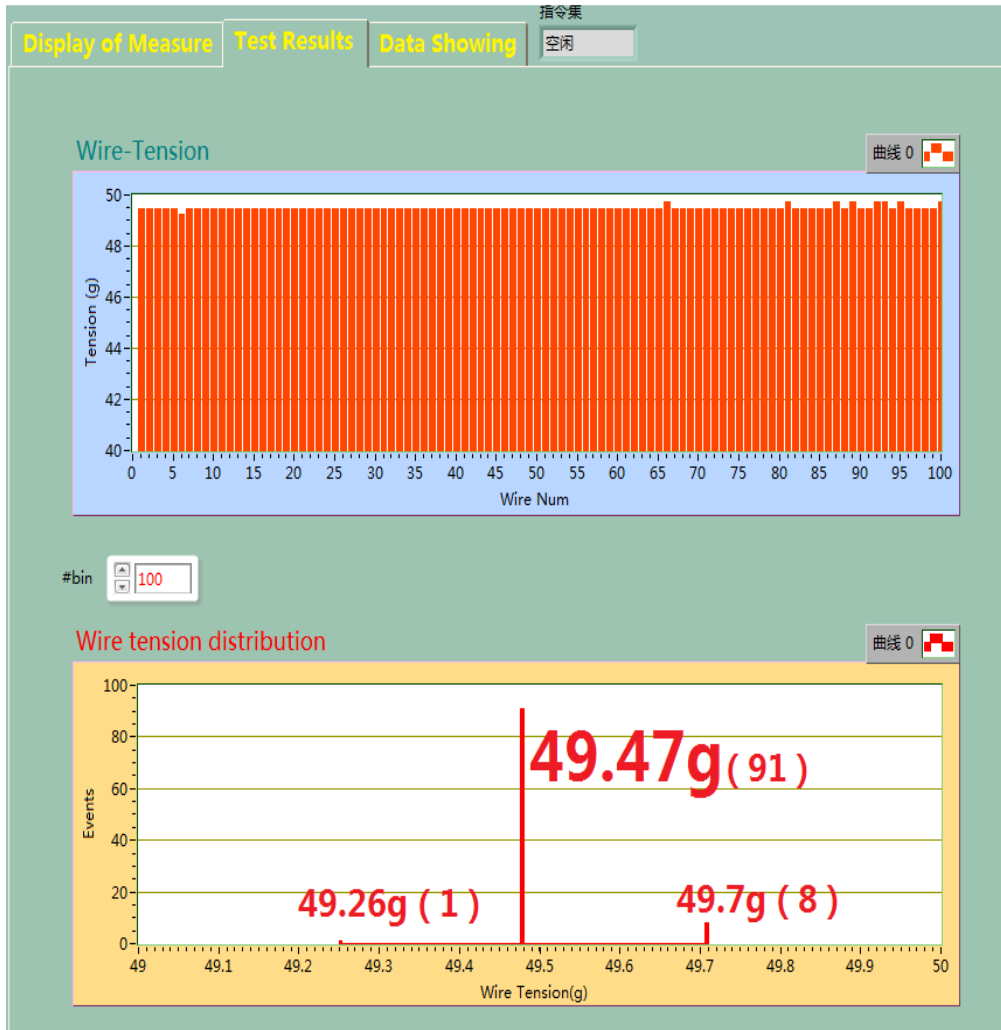 指令集
Display of Measure Test Results Data Showing 空闲
Wire-Tension
曲线 0
50
48
46
44
42
40
Tension (g)
0 5 10 15 20 25 30 35 40 45 50 55 60 65 70 75 80 85 90 95 100
Wire Num
#bin 100
Wire tension distribution
曲线 0
100
80
60
40
20
0
Events
49.47g ( 91 )
49.26g ( 1 )
49.7g ( 8 )
49 49.1 49.2 49.3 49.4 49.5 49.6 49.7 49.8 49.9 50
Wire Tension(g)